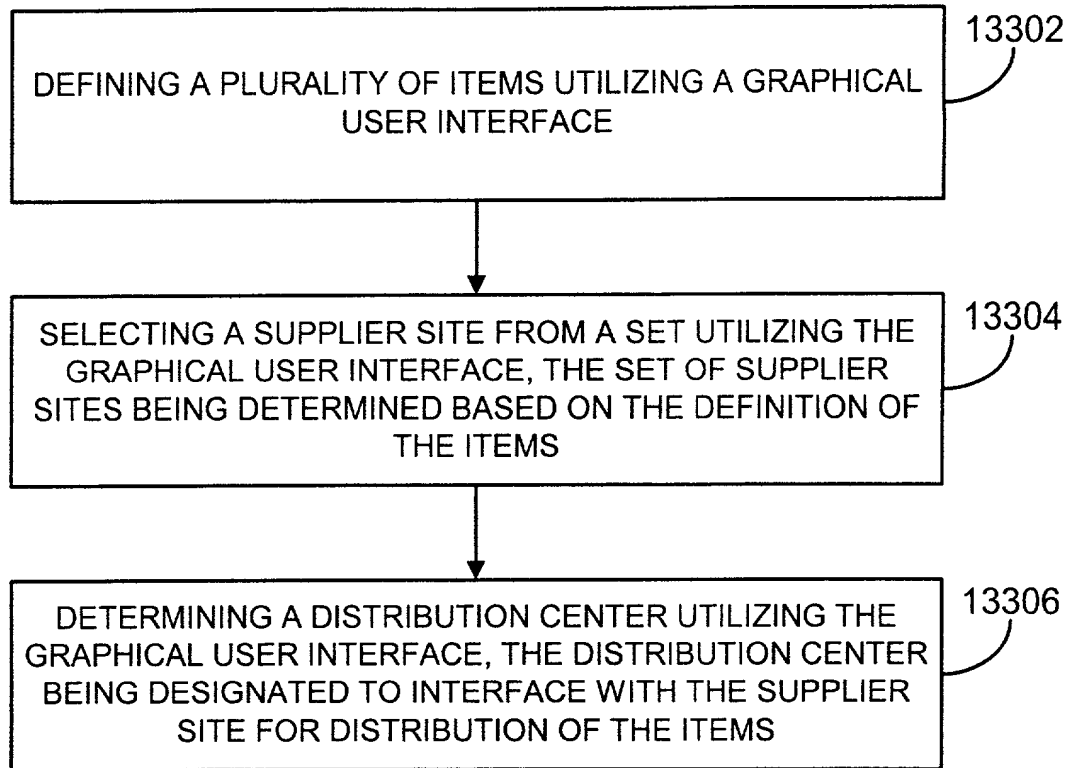 13302
DEFINING A PLURALITY OF ITEMS UTILIZING A GRAPHICAL
USER INTERFACE
13304
SELECTING A SUPPLIER SITE FROM A SET UTILIZING THE
GRAPHICAL USER INTERFACE, THE SET OF SUPPLIER
SITES BEING DETERMINED BASED ON THE DEFINITION OF
THE ITEMS
13306
DETERMINING A DISTRIBUTION CENTER UTILIZING THE
GRAPHICAL USER INTERFACE, THE DISTRIBUTION CENTER
BEING DESIGNATED TO INTERFACE WITH THE SUPPLIER
SITE FOR DISTRIBUTION OF THE ITEMS